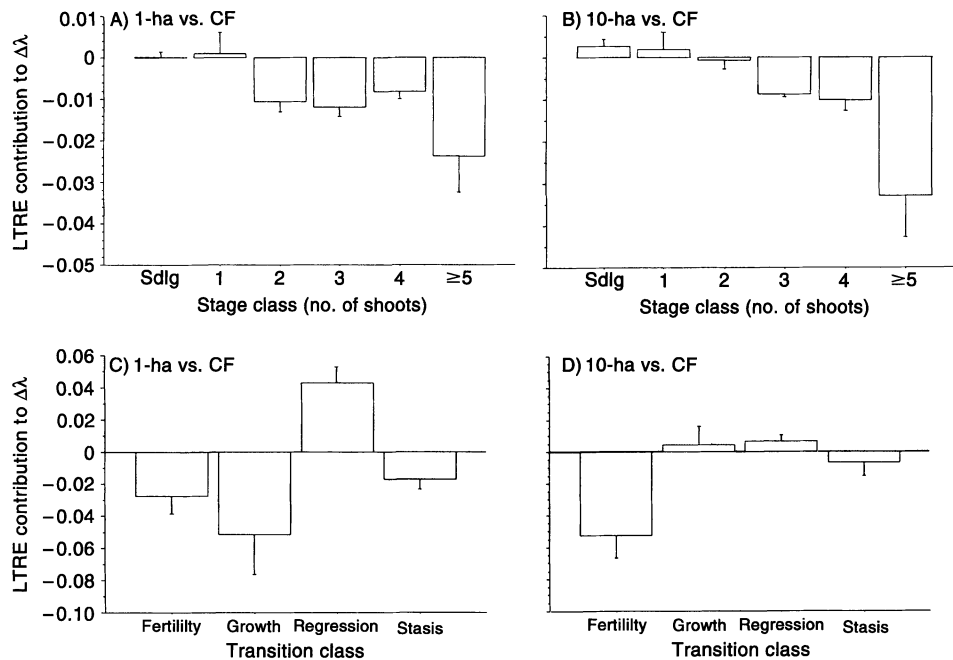 A) 1-ha vs. CF
B) 10-ha vs. CF
LTRE contribution to Δλ
0.01
0
−0.01
−0.02
−0.03
−0.04
−0.05
Sdlg 1 2 3 4 ≥5
Stage class (no. of shoots)
Sdlg 1 2 3 4 ≥5
Stage class (no. of shoots)
C) 1-ha vs. CF
D) 10-ha vs. CF
LTRE contribution to Δλ
0.06
0.04
0.02
0
−0.02
−0.04
−0.06
−0.08
−0.10
Fertililty Growth Regression Stasis
Transition class
Fertililty Growth Regression Stasis
Transition class